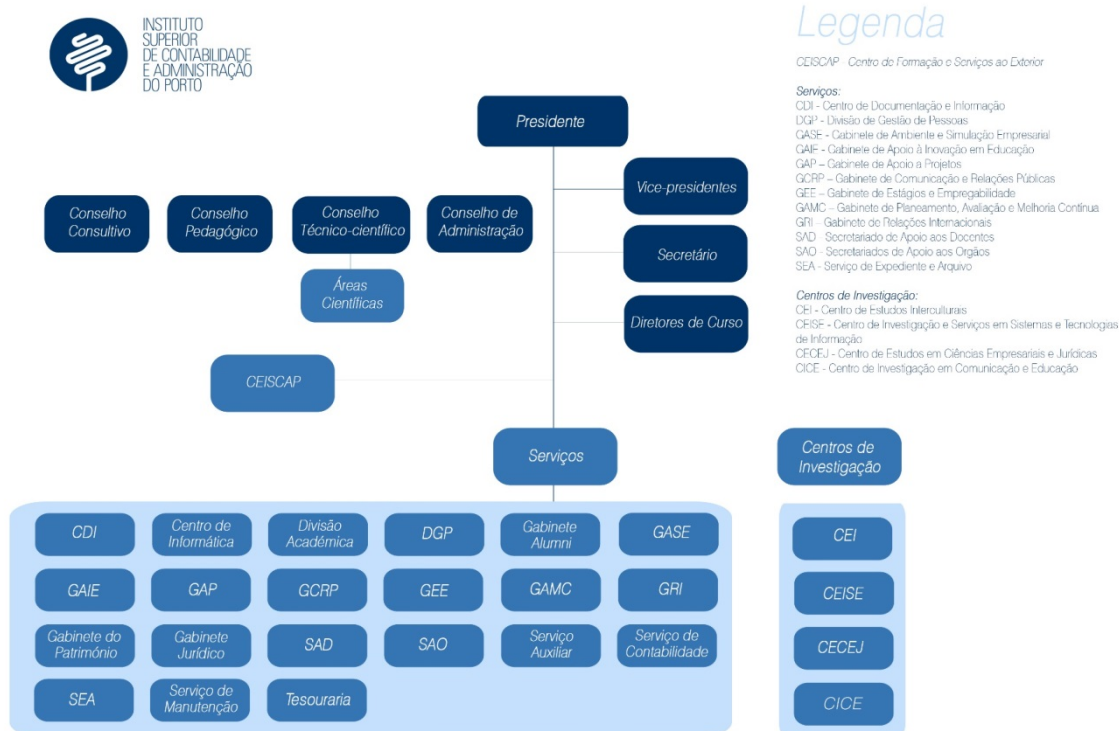 INSTITUTO
SUPERIOR
DE CONTABILIDADE
E ADMINISTRAÇÃO
DO PORTO
Legenda
CEISCAP - Centro de Formação e Serviços ao Exterior
Serviços:
CDI - Centro de Documentação e Informação
DGP - Divisão de Gestão de Pessoas
GASE - Gabinete de Ambiente e Simulação Empresarial
GAIE - Gabinete de Apoio à Inovação em Educação
GAP – Gabinete de Apoio a Projetos
GCRP – Gabinete de Comunicação e Relações Públicas
GEE - Gabinete de Estágios e Empregabilidade
GAMC – Gabinete de Planeamento, Avaliação e Melhoria Contínua
GRI - Gabinete de Relações Internacionais
SAD - Secretariado de Apoio aos Docentes
SAO - Secretariados de Apoio aos Orgãos
SEA - Serviço de Expediente e Arquivo
Centros de Investigação:
CEI - Centro de Estudos Interculturais
CEISE - Centro de Investigação e Serviços em Sistemas e Tecnologias
de Informação
CECEJ - Centro de Estudos em Ciências Empresariais e Jurídicas
CICE - Centro de Investigação em Comunicação e Educação
Presidente
Vice-presidentes
Secretário
Diretores de Curso
Conselho
Consultivo
Conselho
Pedagógico
Conselho
Técnico-científico
Conselho de
Administração
Áreas
Científicas
CEISCAP
Serviços
Centros de
Investigação
CDI
Centro de
Informática
Divisão
Académica
DGP
Gabinete
Alumni
GASE
GAIE
GAP
GCRP
GEE
GAMC
GRI
Gabinete do
Património
Gabinete
Jurídico
SAD
SAO
Serviço
Auxiliar
Serviço de
Contabilidade
SEA
Serviço de
Manutenção
Tesouraria
CEI
CEISE
CECEJ
CICE